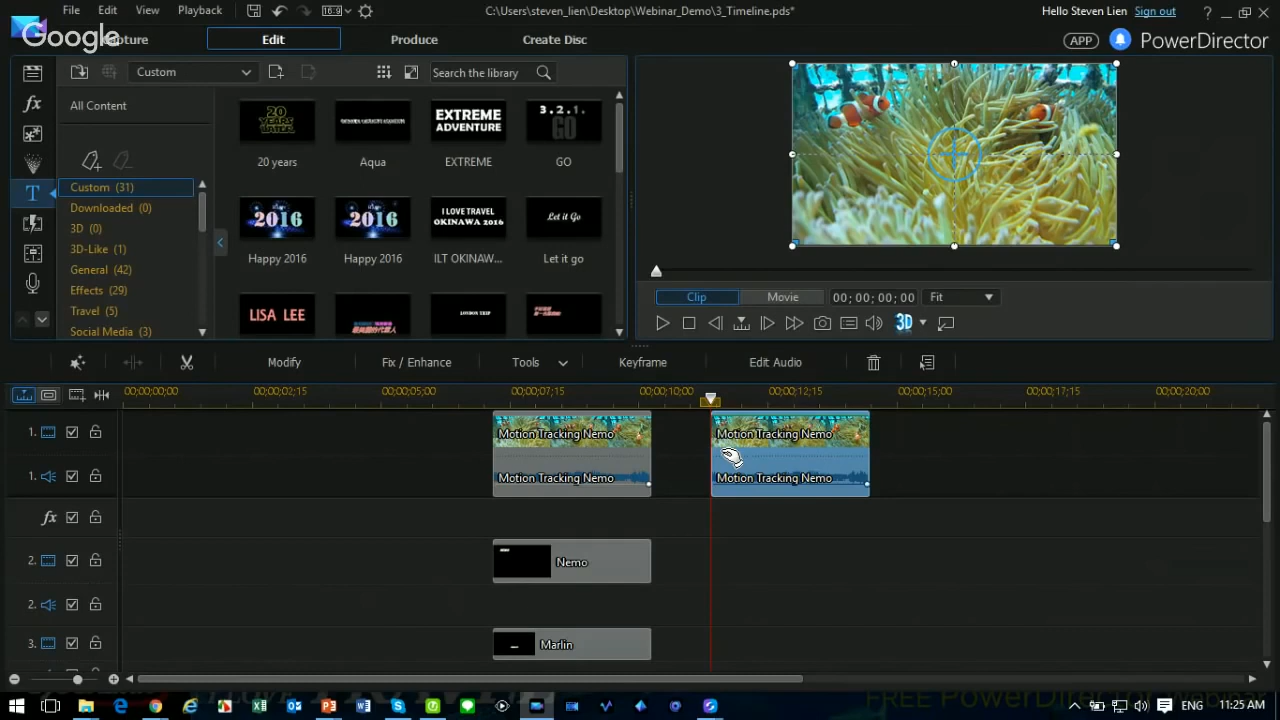 File Edit View Playback
16:9
C:\Users\steven_lien\Desktop\Webinar_Demo\3_Timeline.pds*
Hello Steven Lien Sign out
?
Google
Capture
Edit
Produce
Create Disc
APP
PowerDirector
Custom
Search the library
All Content
Custom (31)
Downloaded (0)
3D (0)
3D-Like (1)
General (42)
Effects (29)
Travel (5)
Social Media (3)
fx
T
20 YEARS
20 years
Aqua
EXTREME ADVENTURE
EXTREME
3.2.1.
GO
GO
2016
Happy 2016
2016
Happy 2016
I LOVE TRAVEL
OKINAWA 2016
ILT OKINAW...
Let it Go
Let it go
LISA LEE
LONDON TRIP
Clip
Movie
00; 00; 00; 00
Fit
3D
Modify
Fix / Enhance
Tools
Keyframe
Edit Audio
00;00;00;00 00;00;02;15 00;00;05;00 00;00;07;15 00;00;10;00 00;00;12;15 00;00;15;00 00;00;17;15 00;00;20;00
1.
Motion Tracking Nemo
Motion Tracking Nemo
1.
Motion Tracking Nemo
Motion Tracking Nemo
fx
2.
Nemo
2.
3.
Marlin
FREE PowerDirector Webinar
11:25 AM